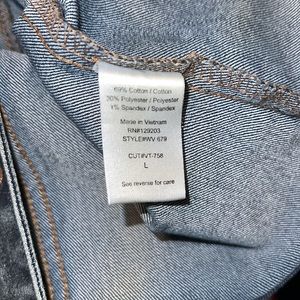 69% Cotton / Cotton
30% Polyester / Polyester
1% Spandex / Spandex
Made in Vietnam
RN#129203
STYLE#WV 679
CUT#VT-758
L
See reverse for care